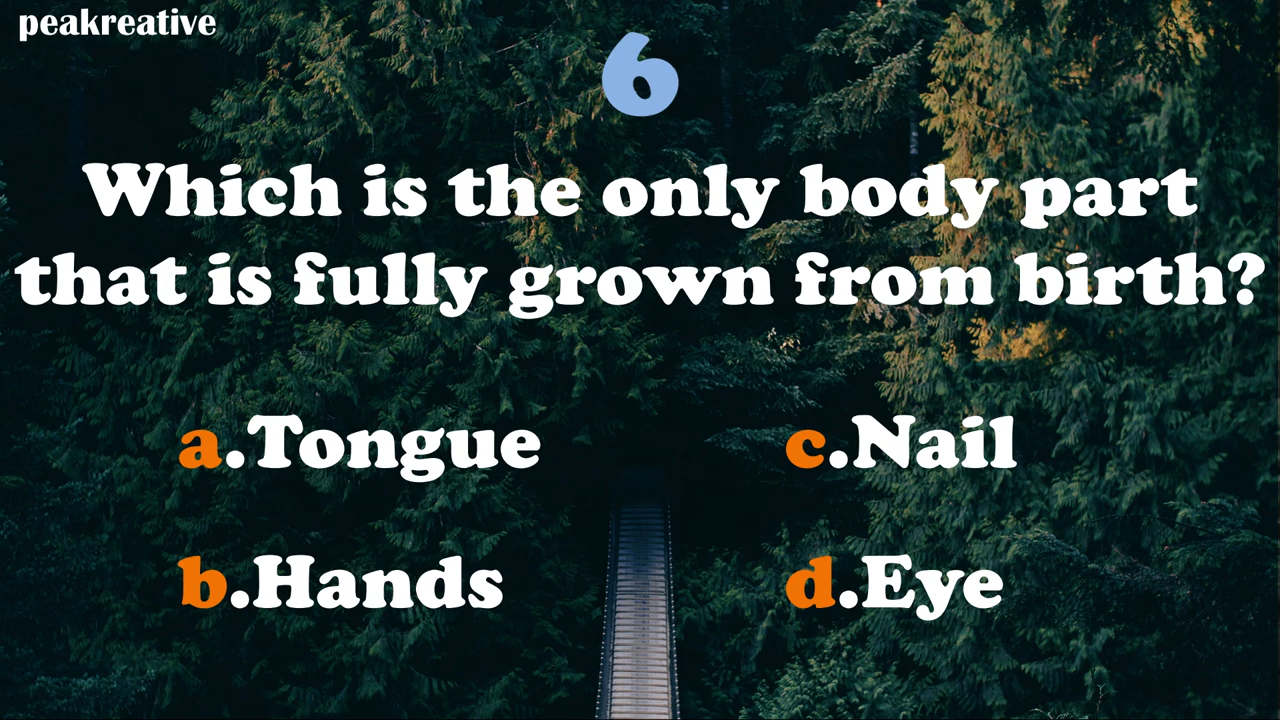 peakreative
6
Which is the only body part
that is fully grown from birth?
a.Tongue
b.Hands
c.Nail
d.Eye